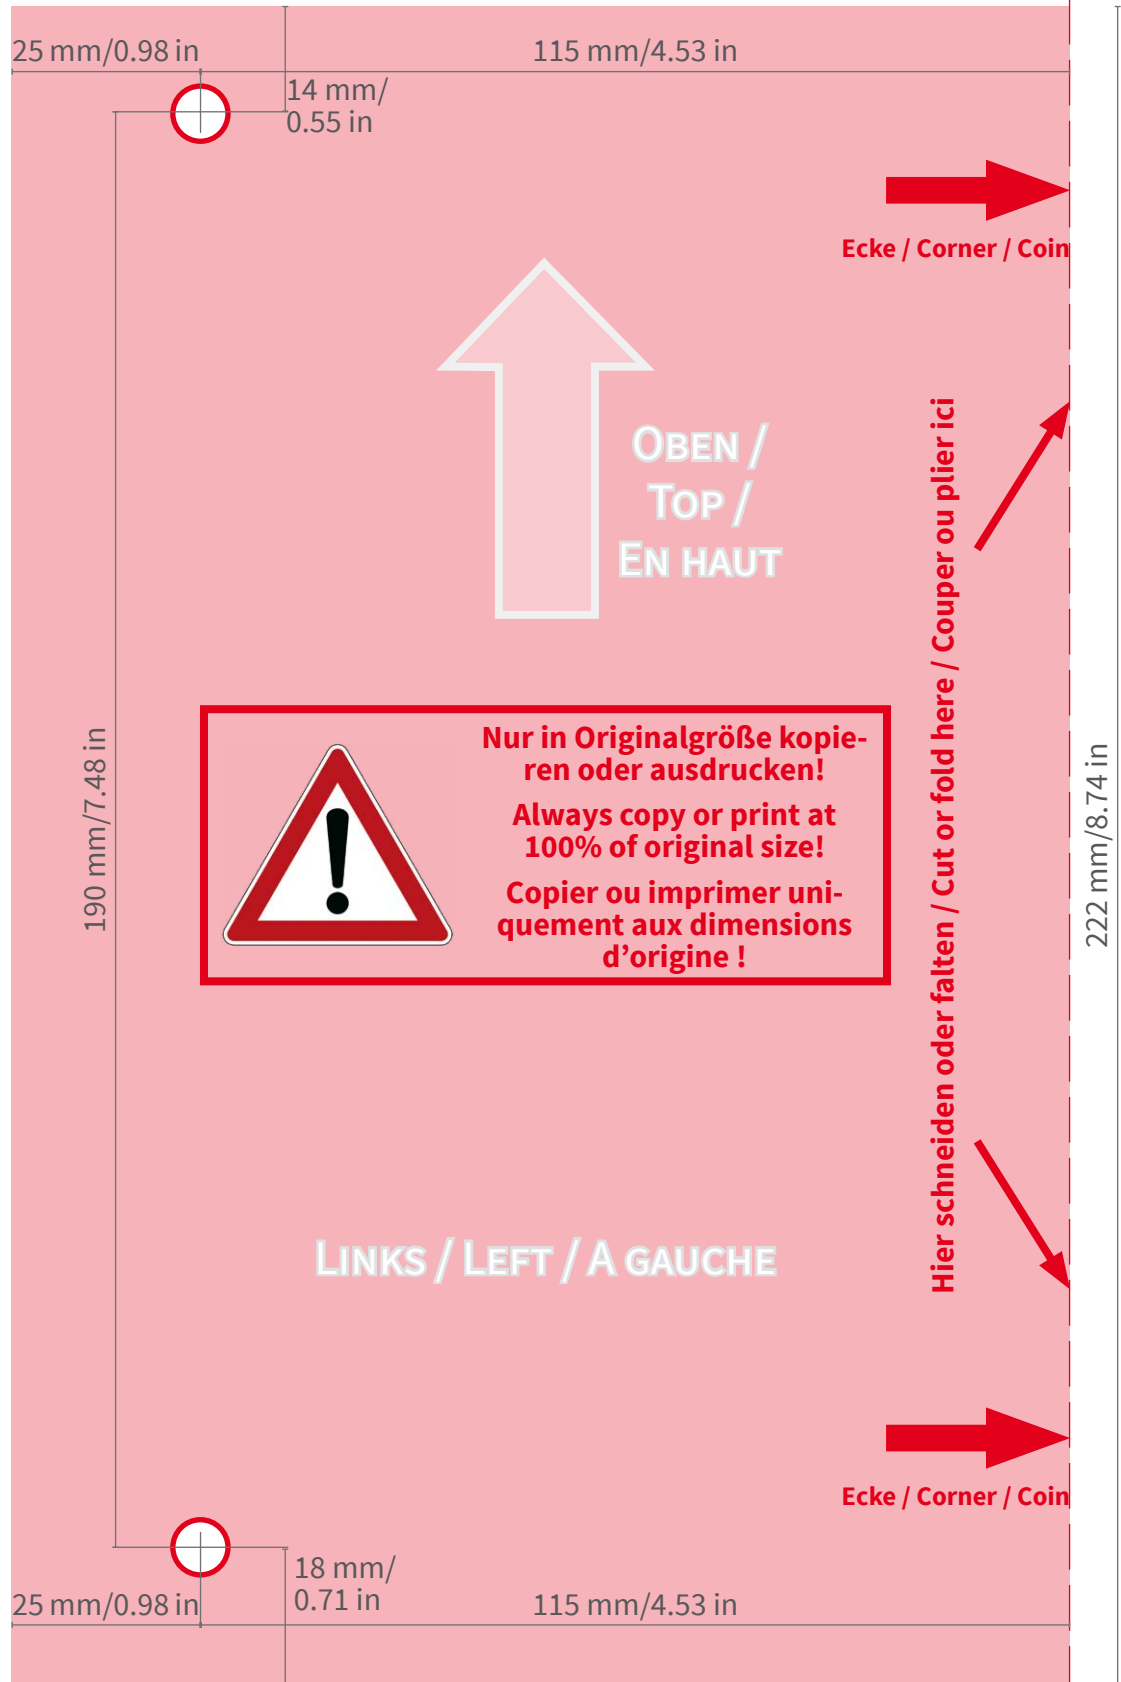 25 mm/0.98 in
115 mm/4.53 in
14 mm/
0.55 in
Ecke / Corner / Coin
OBEN /
TOP /
EN HAUT
Hier schneiden oder falten / Cut or fold here / Couper ou plier ici
190 mm/7.48 in
222 mm/8.74 in
Nur in Originalgröße kopie-
ren oder ausdrucken!
Always copy or print at
100% of original size!
Copier ou imprimer uni-
quement aux dimensions
d’origine !
LINKS / LEFT / A GAUCHE
Ecke / Corner / Coin
18 mm/
0.71 in
25 mm/0.98 in
115 mm/4.53 in